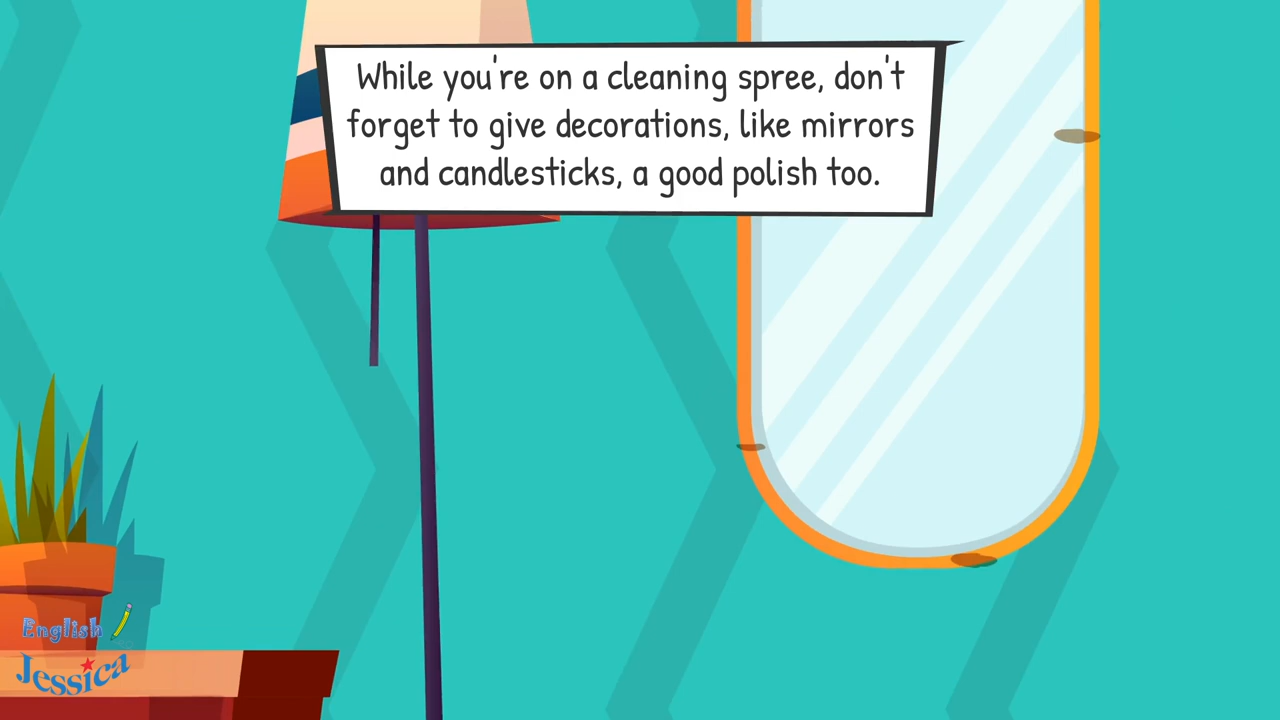 While you're on a cleaning spree, don't
forget to give decorations, like mirrors
and candlesticks, a good polish too.
English
Jessica